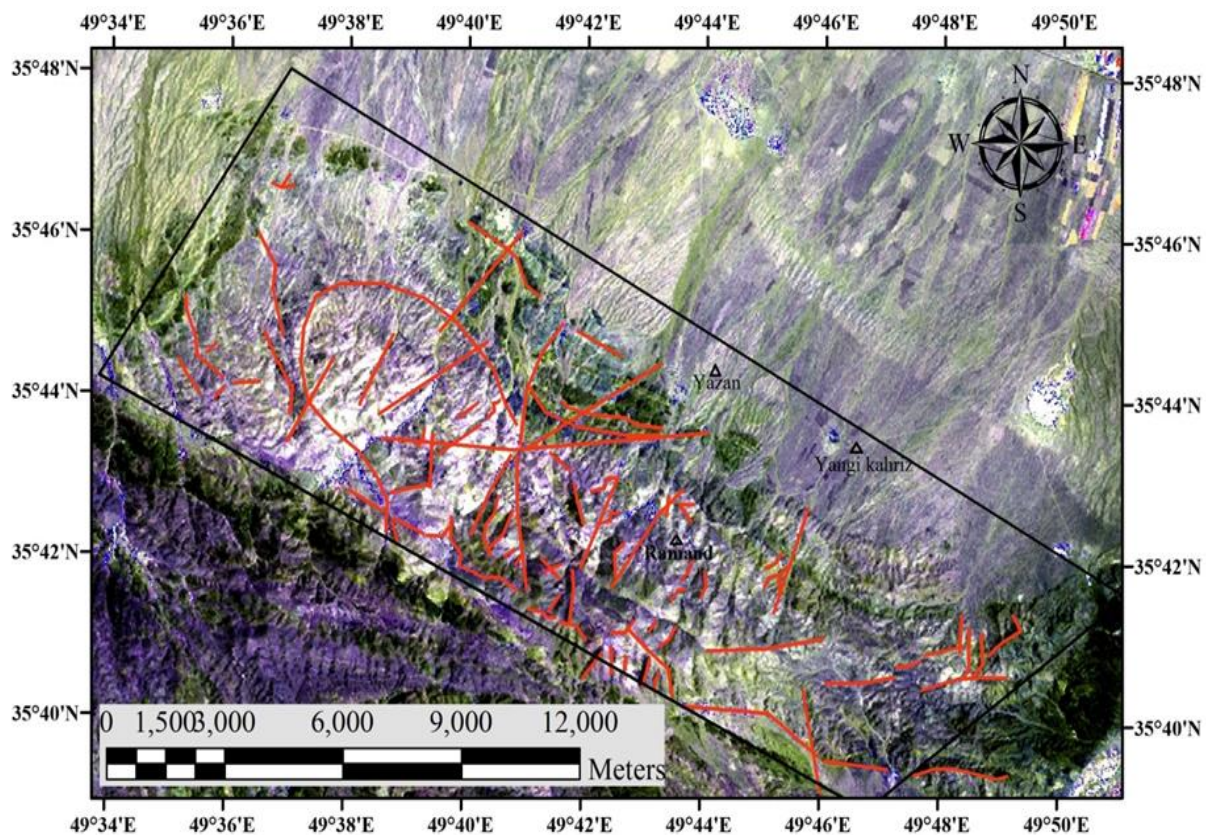 49°34'E 49°36'E 49°38'E 49°40'E 49°42'E 49°44'E 49°46'E 49°48'E 49°50'E
35°48'N 35°48'N
N
W E
S
35°46'N 35°46'N
35°44'N 35°44'N
Yazan
Yangi kahriz
35°42'N 35°42'N
Ramand
35°40'N 35°40'N
0 1,500 3,000 6,000 9,000 12,000
Meters
49°34'E 49°36'E 49°38'E 49°40'E 49°42'E 49°44'E 49°46'E 49°48'E 49°50'E